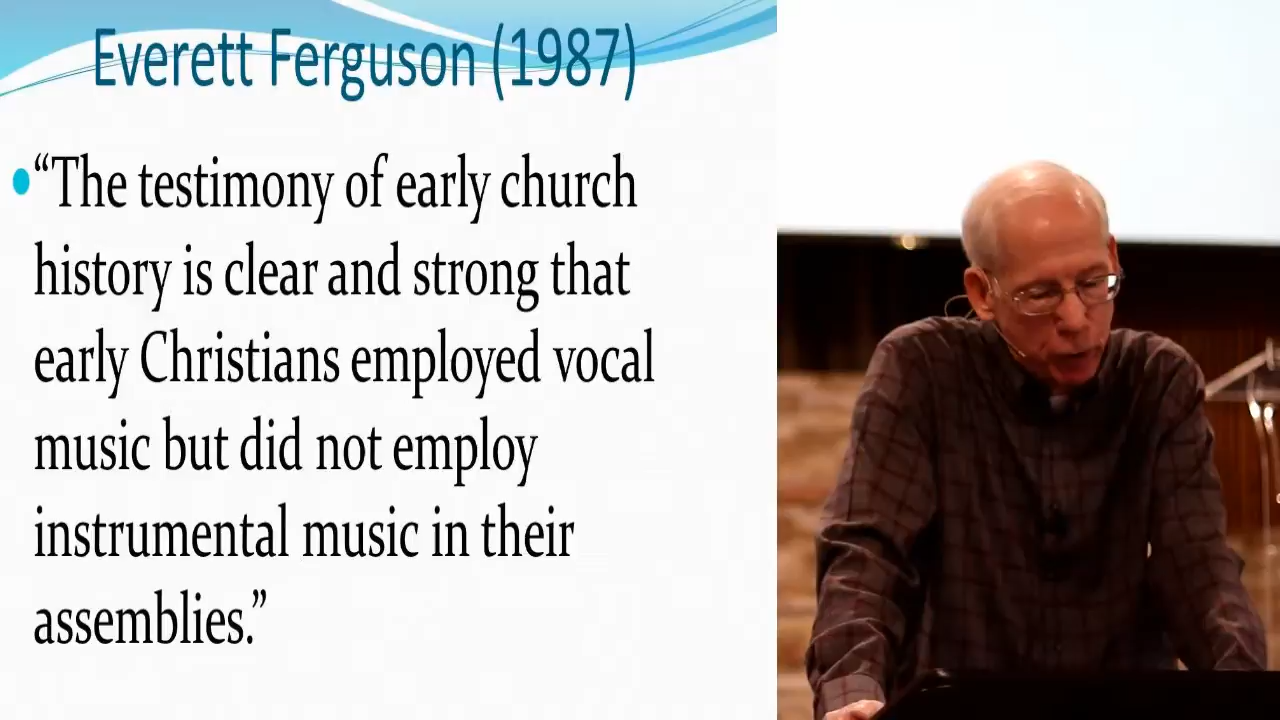 Everett Ferguson (1987)
•“The testimony of early church
history is clear and strong that
early Christians employed vocal
music but did not employ
instrumental music in their
assemblies.”